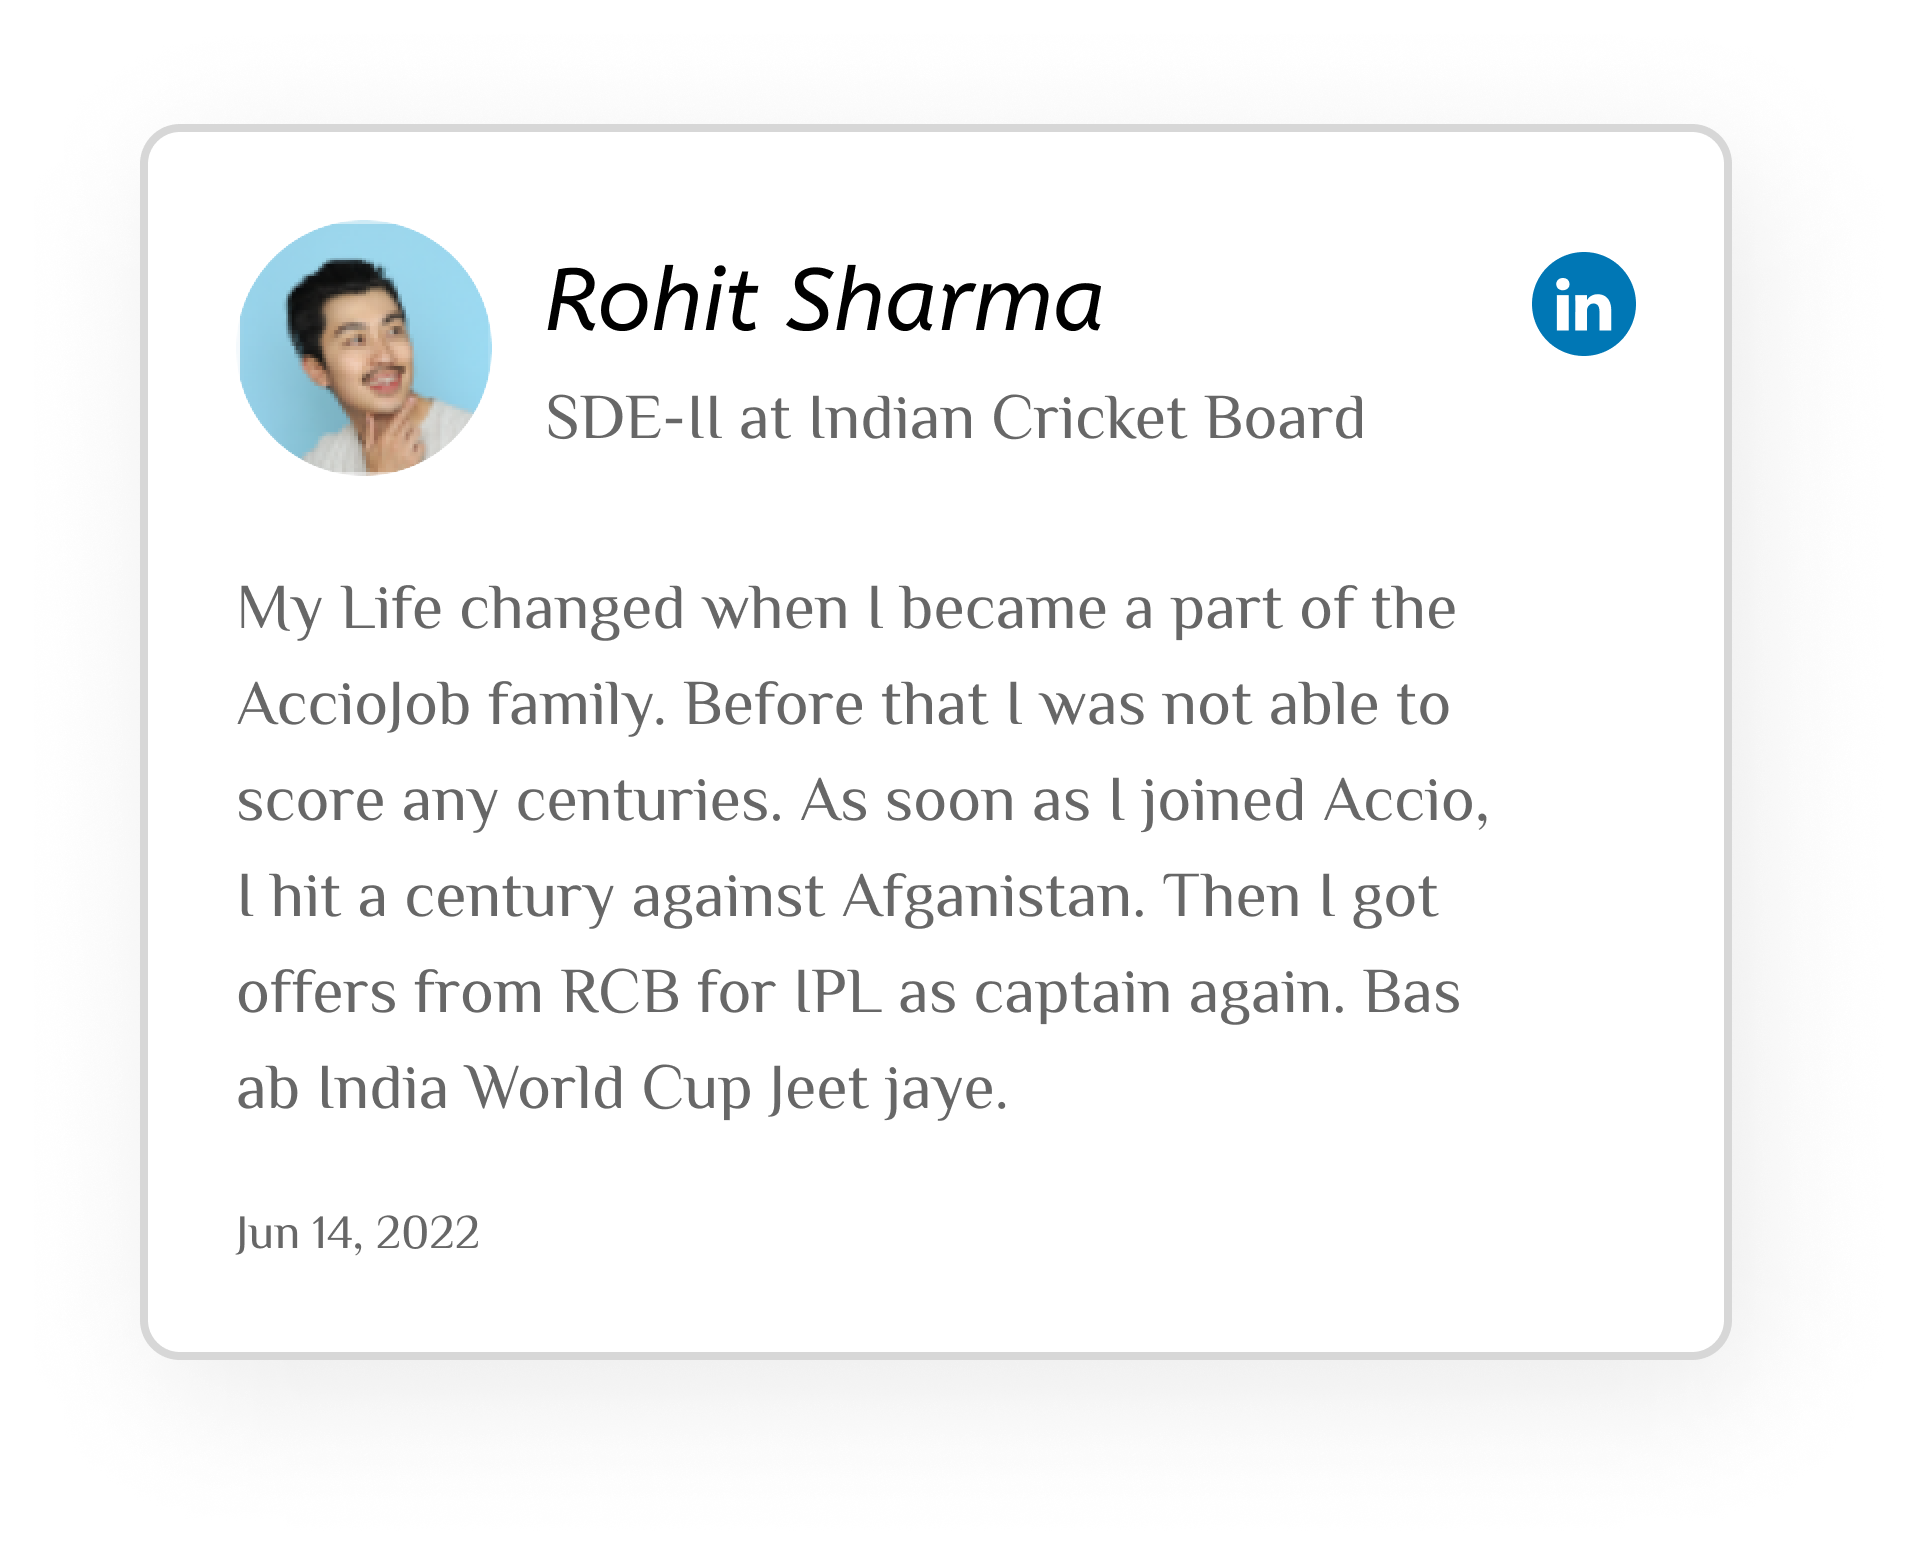 Rohit Sharma
in
SDE-II at Indian Cricket Board
My Life changed when I became a part of the
AccioJob family. Before that I was not able to
score any centuries. As soon as I joined Accio,
I hit a century against Afganistan. Then I got
offers from RCB for IPL as captain again. Bas
ab India World Cup Jeet jaye.
Jun 14, 2022